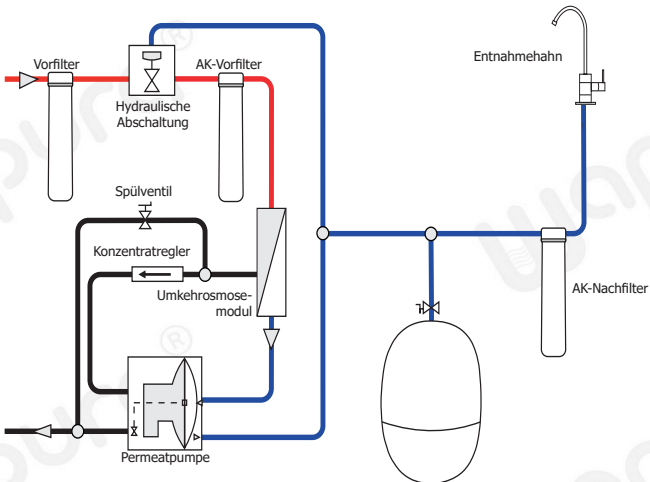 Vorfilter
AK-Vorfilter
Entnahmehahn
Hydraulische
Abschaltung
Spülventil
Konzentratregler
Umkehrosmose-
modul
AK-Nachfilter
Permeatpumpe